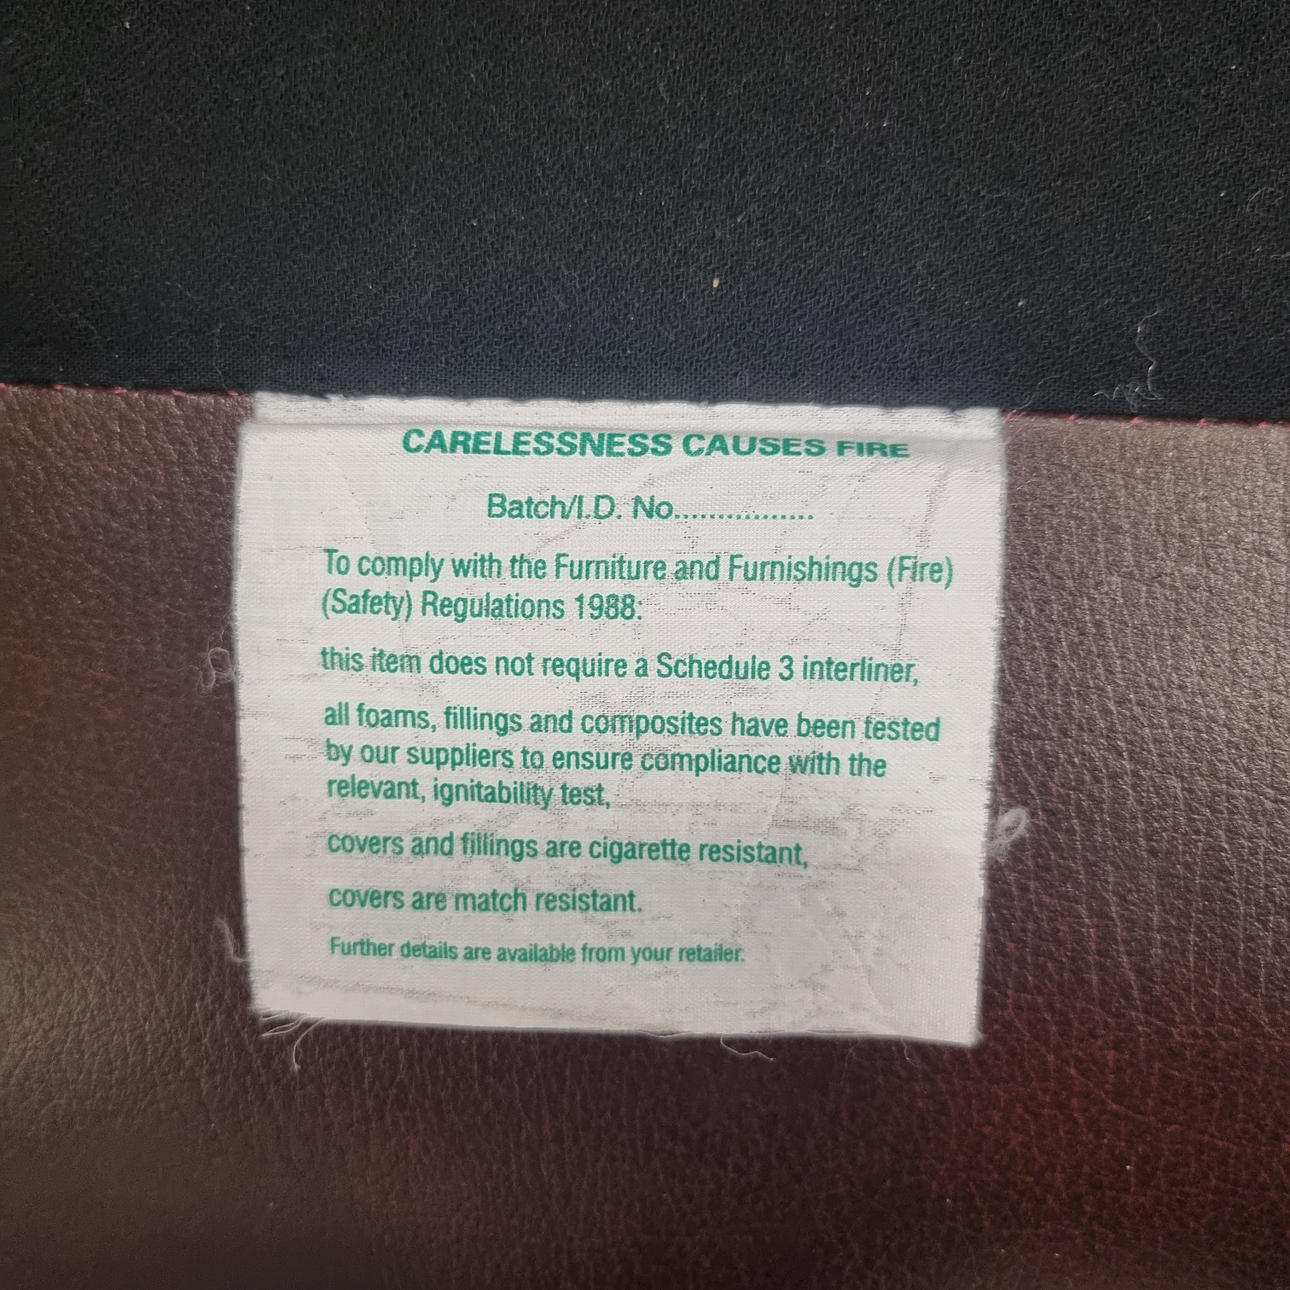 CARELESSNESS CAUSES FIRE
Batch/I.D. No................
To comply with the Furniture and Furnishings (Fire)
(Safety) Regulations 1988:
this item does not require a Schedule 3 interliner,
all foams, fillings and composites have been tested
by our suppliers to ensure compliance with the
relevant, ignitability test,
covers and fillings are cigarette resistant,
covers are match resistant.
Further details are available from your retailer.